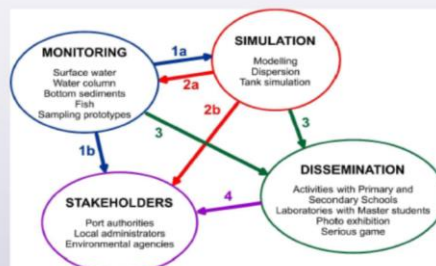 MONITORING
Surface water
Water column
Bottom sediments
Fish
Sampling prototypes
1a
2a
SIMULATION
Modelling
Dispersion
Tank simulation
2b
3
3
1b
STAKEHOLDERS
Port authorities
Local administrators
Environmental agencies
4
DISSEMINATION
Activities with Primary and
Secondary Schools
Laboratories with Master students
Photo exhibition
Serious game